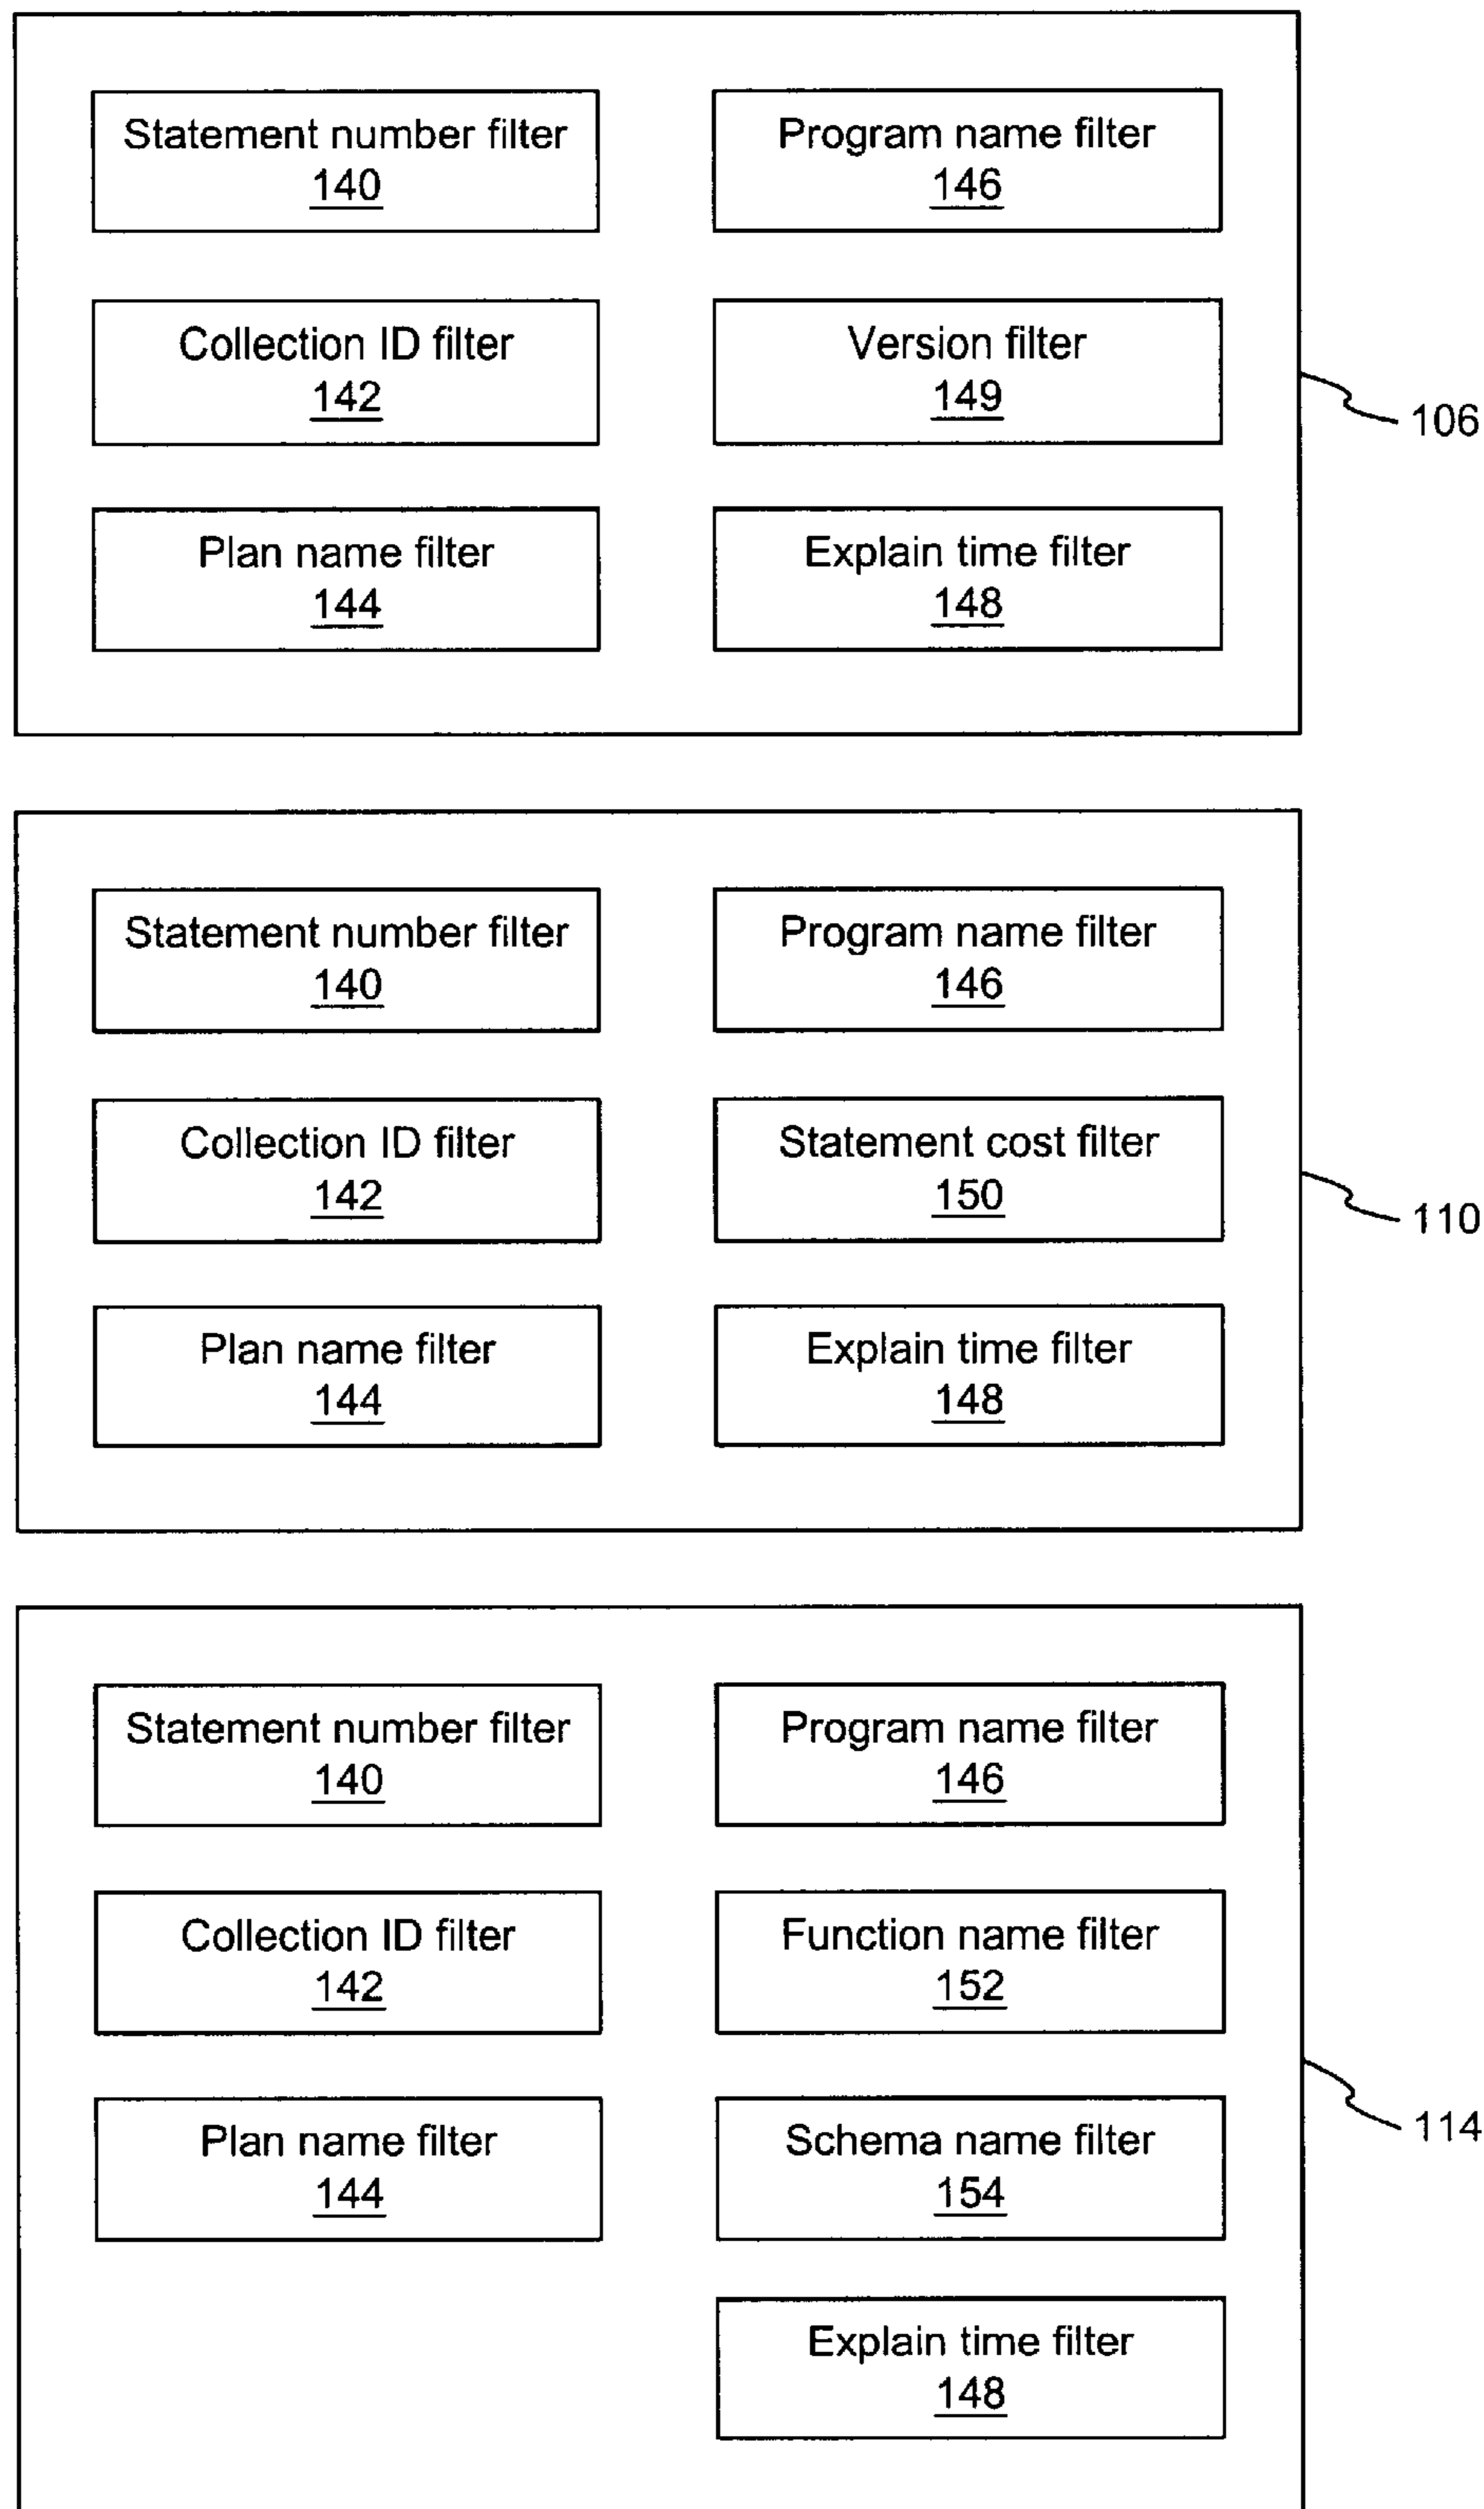 Statement number filter
140
Program name filter
146
Collection ID filter
142
Version filter
149
Plan name filter
144
Explain time filter
148
106
Statement number filter
140
Program name filter
146
Collection ID filter
142
Statement cost filter
150
Plan name filter
144
Explain time filter
148
110
Statement number filter
140
Program name filter
146
Collection ID filter
142
Function name filter
152
Plan name filter
144
Schema name filter
154
Explain time filter
148
114